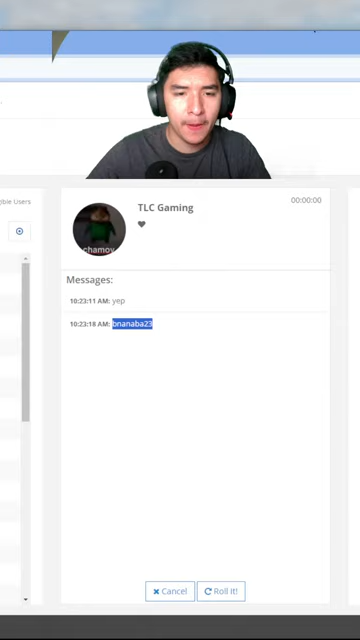 gible Users
00:00:00
TLC Gaming
chamoy
Messages:
10:23:11 AM: yep
10:23:18 AM: bnanaba23
Cancel
Roll It!